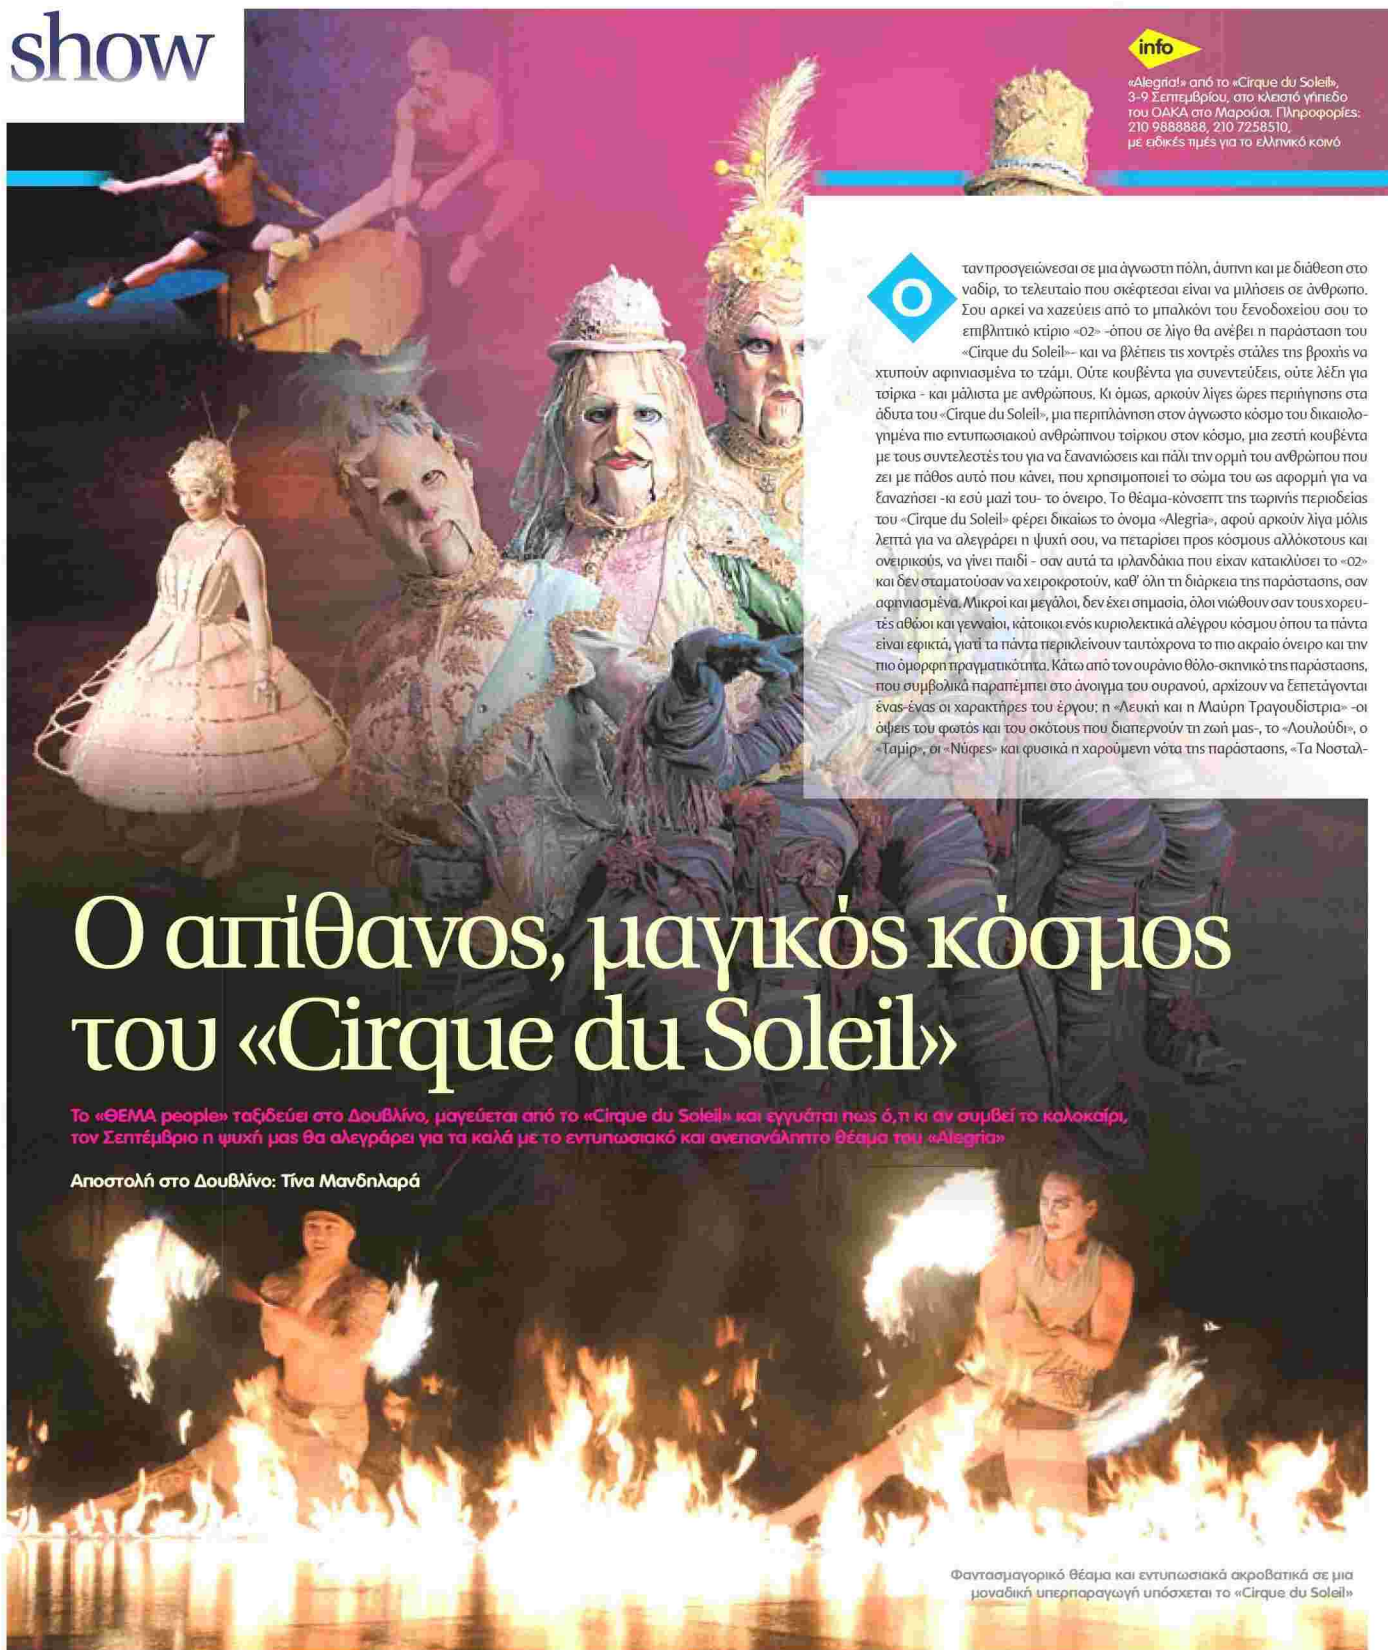 show
info
«Alegria!» από το «Cirque du Soleil»,
3-9 Σεπτεμβρίου, στο κλειστό γήπεδο
του ΟΑΚΑ στο Μαρούσι. Πληροφορίες:
210 9888888, 210 7258510,
με ειδικές τιμές για το ελληνικό κοινό
Ο
ταν προσγειώνεσαι σε μια άγνωστη πόλη, άυπνη και με διάθεση στο
ναδίρ, το τελευταίο που σκέφτεσαι είναι να μιλήσεις σε άνθρωπο.
Σου αρκεί να χαζεύεις από το μπαλκόνι του ξενοδοχείου σου το
επιβλητικό κτίριο «02» -όπου σε λίγο θα ανέβει η παράσταση του
«Cirque du Soleil»- και να βλέπεις τις χοντρές στάλες της βροχής να
χτυπούν αφηνιασμένα το τζάμι. Ούτε κουβέντα για συνεντεύξεις, ούτε λέξη για
τσίρκα - και μάλιστα με ανθρώπους. Κι όμως, αρκούν λίγες ώρες περιήγησης στα
άδυτα του «Cirque du Soleil», μια περιπλάνηση στον άγνωστο κόσμο του δικαιολο-
γημένα πιο εντυπωσιακού ανθρώπινου τσίρκου στον κόσμο, μια ζεστή κουβέντα
με τους συντελεστές του για να ξανανιώσεις και πάλι την ορμή του ανθρώπου που
ζει με πάθος αυτό που κάνει, που χρησιμοποιεί το σώμα του ως αφορμή για να
ξαναζήσει -κι εσύ μαζί του- το όνειρο. Το θέαμα-κόνσεπτ της τωρινής περιοδείας
του «Cirque du Soleil» φέρει δικαίως το όνομα «Alegria», αφού αρκούν λίγα μόλις
λεπτά για να αλεγράρει η ψυχή σου, να πεταρίσει προς κόσμους αλλόκοτους και
ονειρικούς, να γίνει παιδί - σαν αυτά τα ιρλανδάκια που είχαν κατακλύσει το «02»
και δεν σταματούσαν να χειροκροτούν, καθ' όλη τη διάρκεια της παράστασης, σαν
αφηνιασμένα. Μικροί και μεγάλοι, δεν έχει σημασία, όλοι νιώθουν σαν τους χορευ-
τές αθώοι και γενναίοι, κάτοικοι ενός κυριολεκτικά αλέγρου κόσμου όπου τα πάντα
είναι εφικτά, γιατί τα πάντα περικλείνουν ταυτόχρονα το πιο ακραίο όνειρο και την
πιο όμορφη πραγματικότητα. Κάτω από τον ουράνιο θόλο-σκηνικό της παράστασης,
που συμβολικά παραπέμπει στο άνοιγμα του ουρανού, αρχίζουν να ξεπετάγονται
ένας-ένας οι χαρακτήρες του έργου: η «Λευκή και η Μαύρη Τραγουδίστρια» -οι
όψεις του φωτός και του σκότους που διαπερνούν τη ζωή μας-, το «Λουλούδι», ο
«Ταμίρ», οι «Νύφες» και φυσικά η χαρούμενη νότα της παράστασης, «Τα Νοσταλ-
Ο απίθανος, μαγικός κόσμος
του «Cirque du Soleil»
Το «ΘΕΜΑ people» ταξιδεύει στο Δουβλίνο, μαγεύεται από το «Cirque du Soleil» και εγγυάται πως ό,τι κι αν συμβεί το καλοκαίρι,
τον Σεπτέμβριο η ψυχή μας θα αλεγράρει για τα καλά με το εντυπωσιακό και ανεπανάληπτο θέαμα του «Alegria»
Αποστολή στο Δουβλίνο: Τίνα Μανδηλαρά
Φαντασμαγορικό θέαμα και εντυπωσιακά ακροβατικά σε μια
μοναδική υπερπαραγωγή υπόσχεται το «Cirque du Soleil»